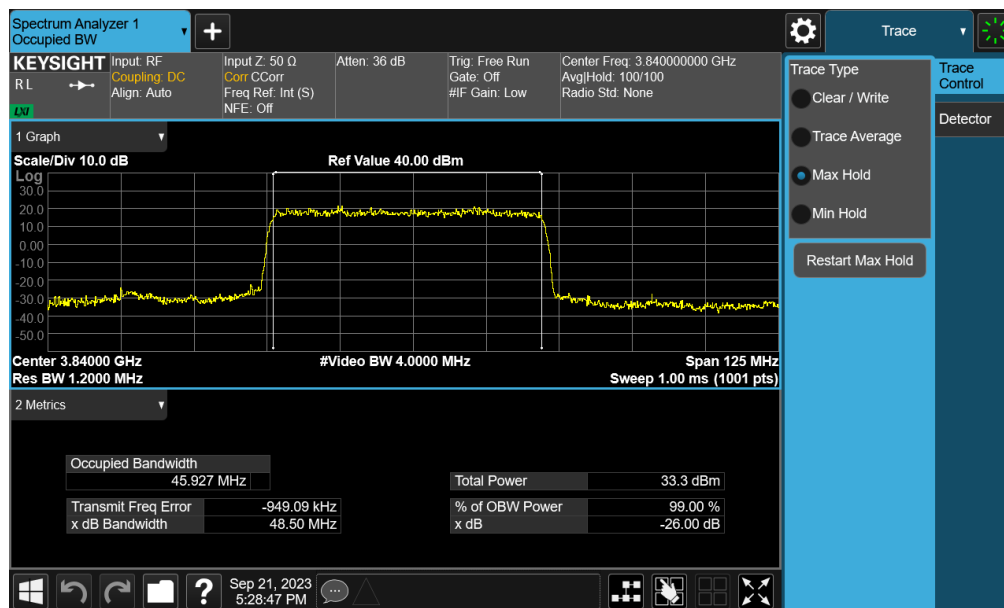 Spectrum Analyzer 1
Occupied BW
Trace
KEYSIGHT
R L
LXI
Input: RF
Coupling: DC
Align: Auto
Input Z: 50 Ω
Corr CCorr
Freq Ref: Int (S)
NFE: Off
Atten: 36 dB
Trig: Free Run
Gate: Off
#IF Gain: Low
Center Freq: 3.840000000 GHz
Avg|Hold: 100/100
Radio Std: None
Trace Type
Clear / Write
Trace Average
Max Hold
Min Hold
Restart Max Hold
Trace
Control
Detector
1 Graph
Scale/Div 10.0 dB
Ref Value 40.00 dBm
Log
30.0
20.0
10.0
0.00
-10.0
-20.0
-30.0
-40.0
-50.0
Center 3.84000 GHz
#Video BW 4.0000 MHz
Span 125 MHz
Res BW 1.2000 MHz
Sweep 1.00 ms (1001 pts)
2 Metrics
Occupied Bandwidth
45.927 MHz
Total Power 33.3 dBm
Transmit Freq Error -949.09 kHz
% of OBW Power 99.00 %
x dB Bandwidth 48.50 MHz
x dB -26.00 dB
?
Sep 21, 2023
5:28:47 PM